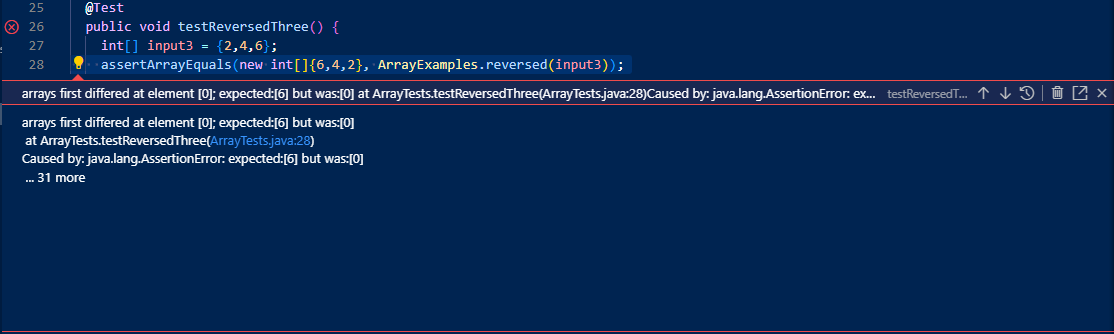 25 @Test
26 public void testReversedThree() {
27 int[] input3 = {2,4,6};
28 assertArrayEquals(new int[]{6,4,2}, ArrayExamples.reversed(input3));
arrays first differed at element [0]; expected:[6] but was:[0] at ArrayTests.testReversedThree(ArrayTests.java:28)Caused by: java.lang.AssertionError: ex... testReversedT...
arrays first differed at element [0]; expected:[6] but was:[0]
at ArrayTests.testReversedThree(ArrayTests.java:28)
Caused by: java.lang.AssertionError: expected:[6] but was:[0]
... 31 more